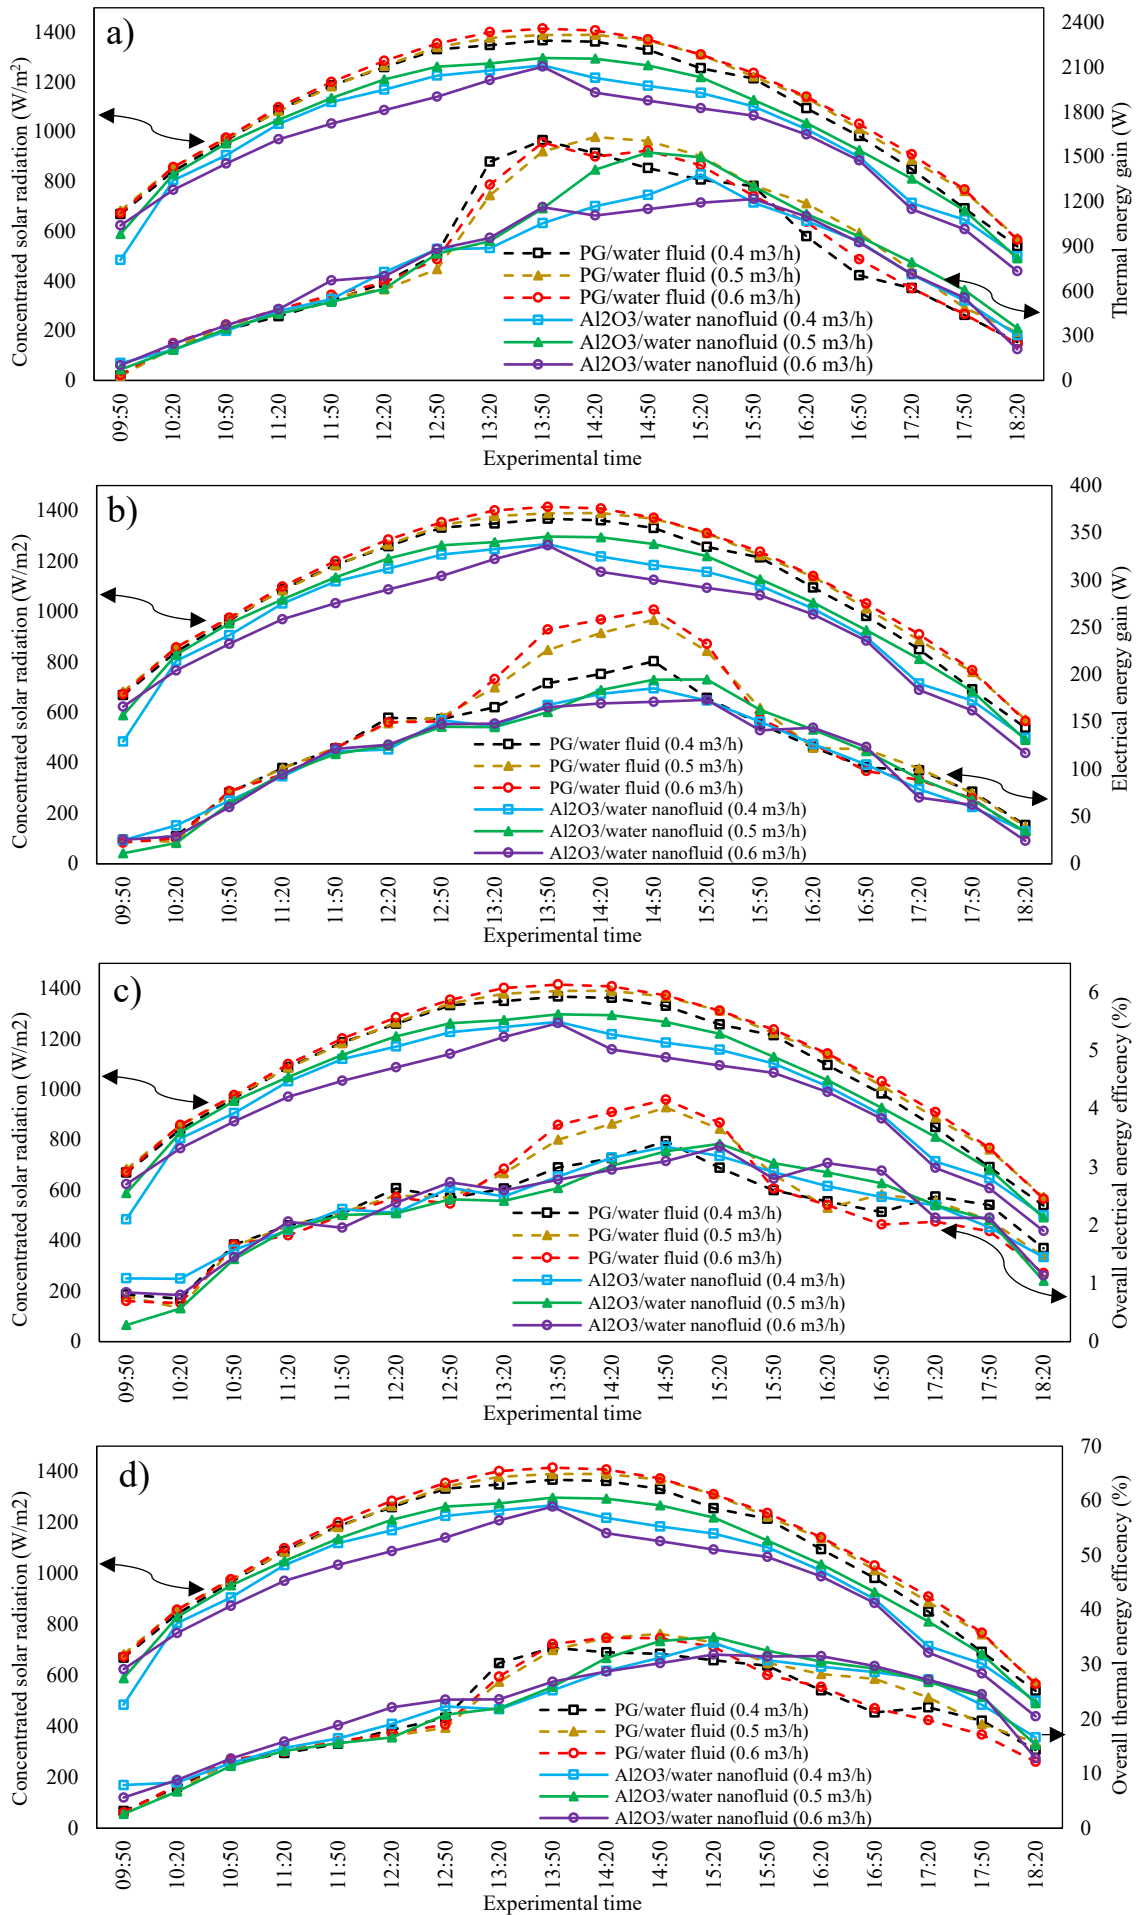 a)
Concentrated solar radiation (W/m²)
1400
1200
1000
800
600
400
200
0
2400
2100
1800
1500
1200
900
600
300
0
Thermal energy gain (W)
PG/water fluid (0.4 m3/h)
PG/water fluid (0.5 m3/h)
PG/water fluid (0.6 m3/h)
Al2O3/water nanofluid (0.4 m3/h)
Al2O3/water nanofluid (0.5 m3/h)
Al2O3/water nanofluid (0.6 m3/h)
09:50 10:20 10:50 11:20 11:50 12:20 12:50 13:20 13:50 14:20 14:50 15:20 15:50 16:20 16:50 17:20 17:50 18:20
Experimental time
b)
Concentrated solar radiation (W/m2)
1400
1200
1000
800
600
400
200
0
400
350
300
250
200
150
100
50
0
Electrical energy gain (W)
PG/water fluid (0.4 m3/h)
PG/water fluid (0.5 m3/h)
PG/water fluid (0.6 m3/h)
Al2O3/water nanofluid (0.4 m3/h)
Al2O3/water nanofluid (0.5 m3/h)
Al2O3/water nanofluid (0.6 m3/h)
09:50 10:20 10:50 11:20 11:50 12:20 12:50 13:20 13:50 14:20 14:50 15:20 15:50 16:20 16:50 17:20 17:50 18:20
Experimental time
c)
Concentrated solar radiation (W/m2)
1400
1200
1000
800
600
400
200
0
6
5
4
3
2
1
0
Overall electrical energy efficency (%)
PG/water fluid (0.4 m3/h)
PG/water fluid (0.5 m3/h)
PG/water fluid (0.6 m3/h)
Al2O3/water nanofluid (0.4 m3/h)
Al2O3/water nanofluid (0.5 m3/h)
Al2O3/water nanofluid (0.6 m3/h)
09:50 10:20 10:50 11:20 11:50 12:20 12:50 13:20 13:50 14:20 14:50 15:20 15:50 16:20 16:50 17:20 17:50 18:20
Experimental time
d)
Concentrated solar radiation (W/m2)
1400
1200
1000
800
600
400
200
0
70
60
50
40
30
20
10
0
Overall thermal energy efficency (%)
PG/water fluid (0.4 m3/h)
PG/water fluid (0.5 m3/h)
PG/water fluid (0.6 m3/h)
Al2O3/water nanofluid (0.4 m3/h)
Al2O3/water nanofluid (0.5 m3/h)
Al2O3/water nanofluid (0.6 m3/h)
09:50 10:20 10:50 11:20 11:50 12:20 12:50 13:20 13:50 14:20 14:50 15:20 15:50 16:20 16:50 17:20 17:50 18:20
Experimental time